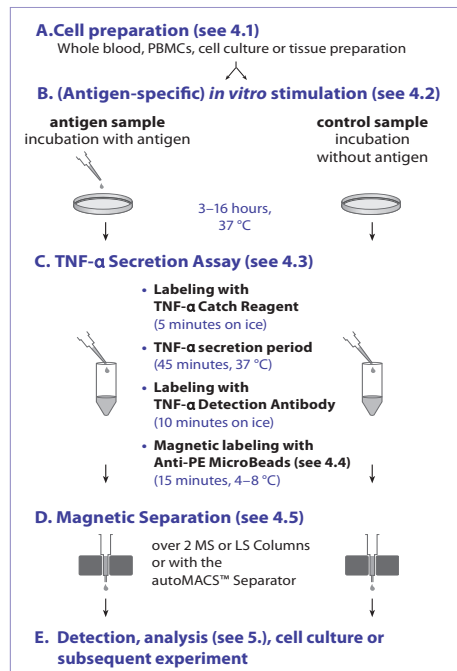 A.Cell preparation (see 4.1)
Whole blood, PBMCs, cell culture or tissue preparation
B. (Antigen-specific) in vitro stimulation (see 4.2)
antigen sample
incubation with antigen
control sample
incubation
without antigen
3–16 hours,
37 °C
C. TNF-α Secretion Assay (see 4.3)
• Labeling with
TNF-α Catch Reagent
(5 minutes on ice)
• TNF-α secretion period
(45 minutes, 37 °C)
• Labeling with
TNF-α Detection Antibody
(10 minutes on ice)
• Magnetic labeling with
Anti-PE MicroBeads (see 4.4)
(15 minutes, 4–8 °C)
D. Magnetic Separation (see 4.5)
over 2 MS or LS Columns
or with the
autoMACS™ Separator
E. Detection, analysis (see 5.), cell culture or
subsequent experiment